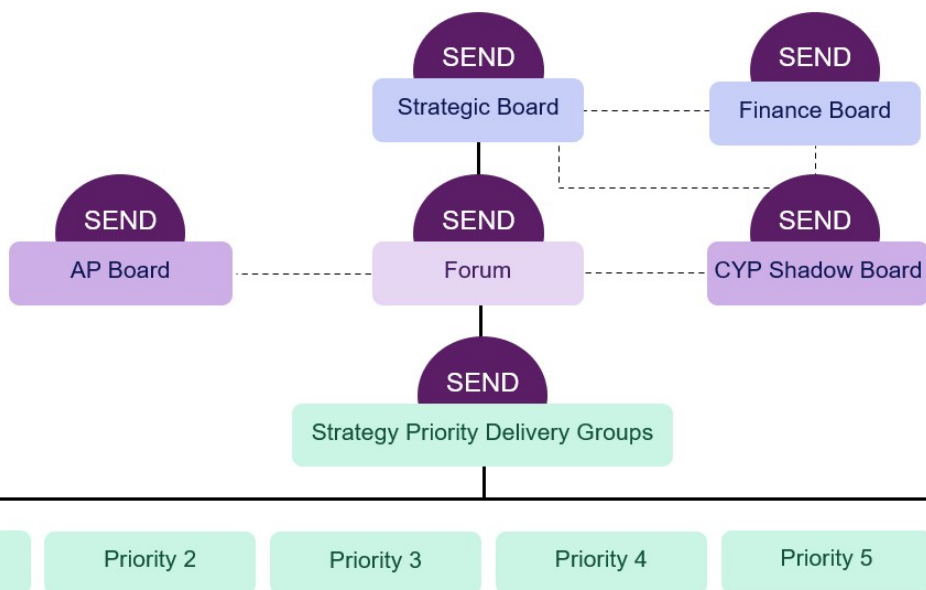 SEND
Strategic Board
SEND
Finance Board
SEND
AP Board
SEND
Forum
SEND
CYP Shadow Board
SEND
Strategy Priority Delivery Groups
Priority 2
Priority 3
Priority 4
Priority 5